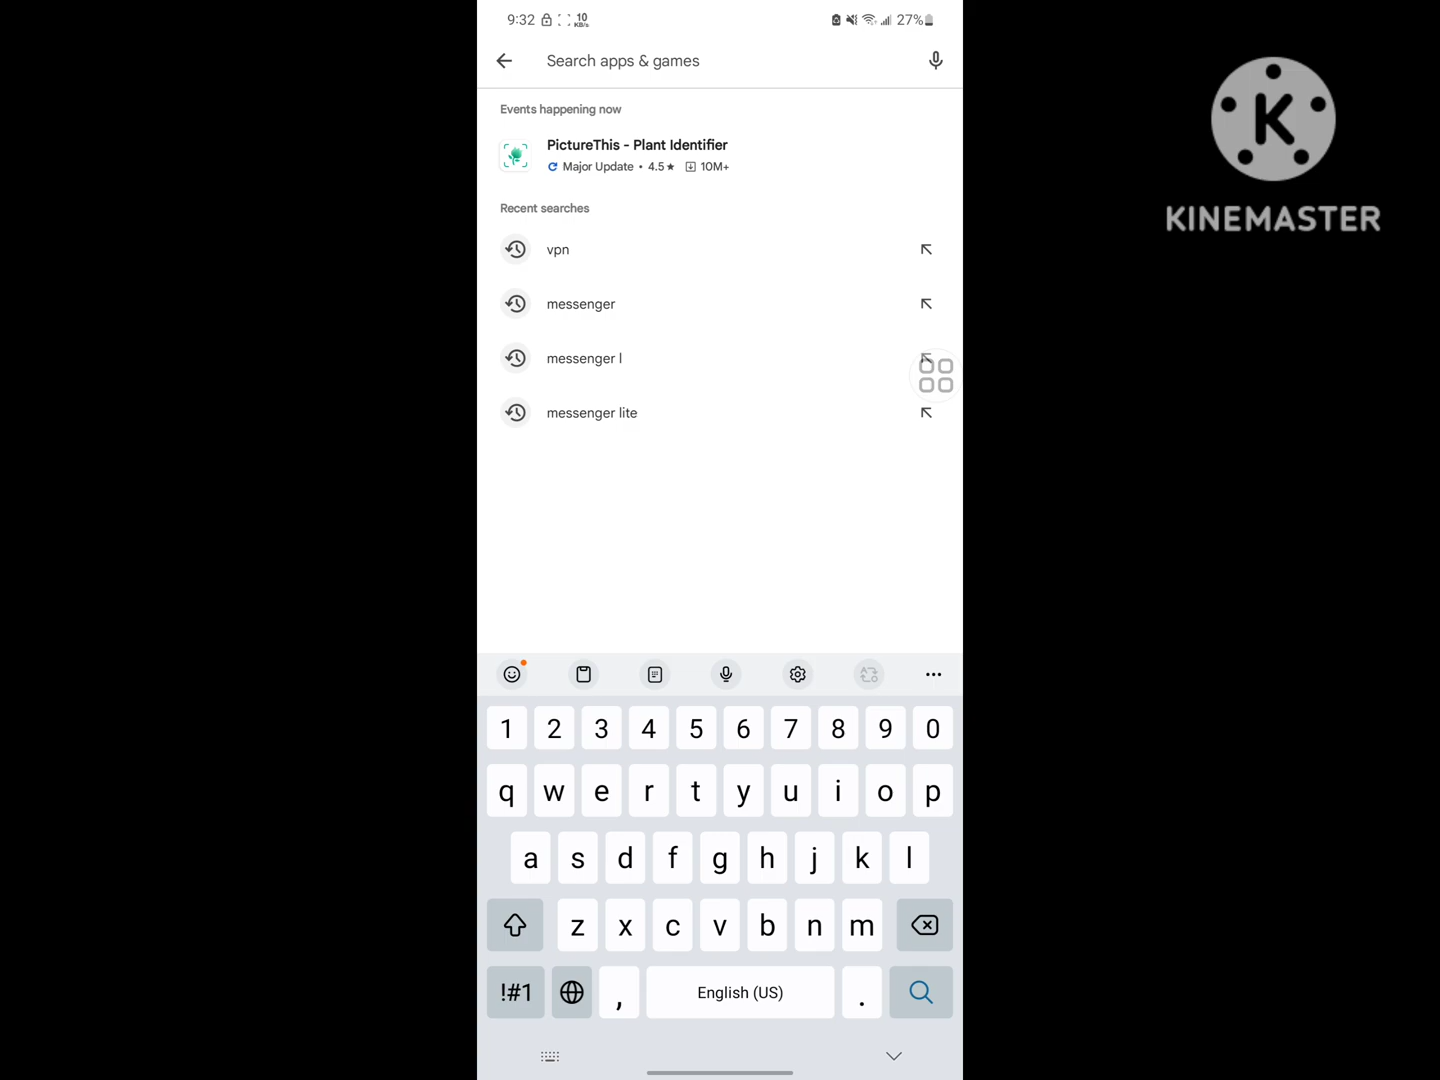 9:32 10 KB/s 27%
Search apps & games
K
KINEMASTER
Events happening now
PictureThis - Plant Identifier
Major Update • 4.5★ 10M+
Recent searches
vpn
messenger
messenger l
messenger lite
1 2 3 4 5 6 7 8 9 0
q w e r t y u i o p
a s d f g h j k l
z x c v b n m
!#1 , English (US) .